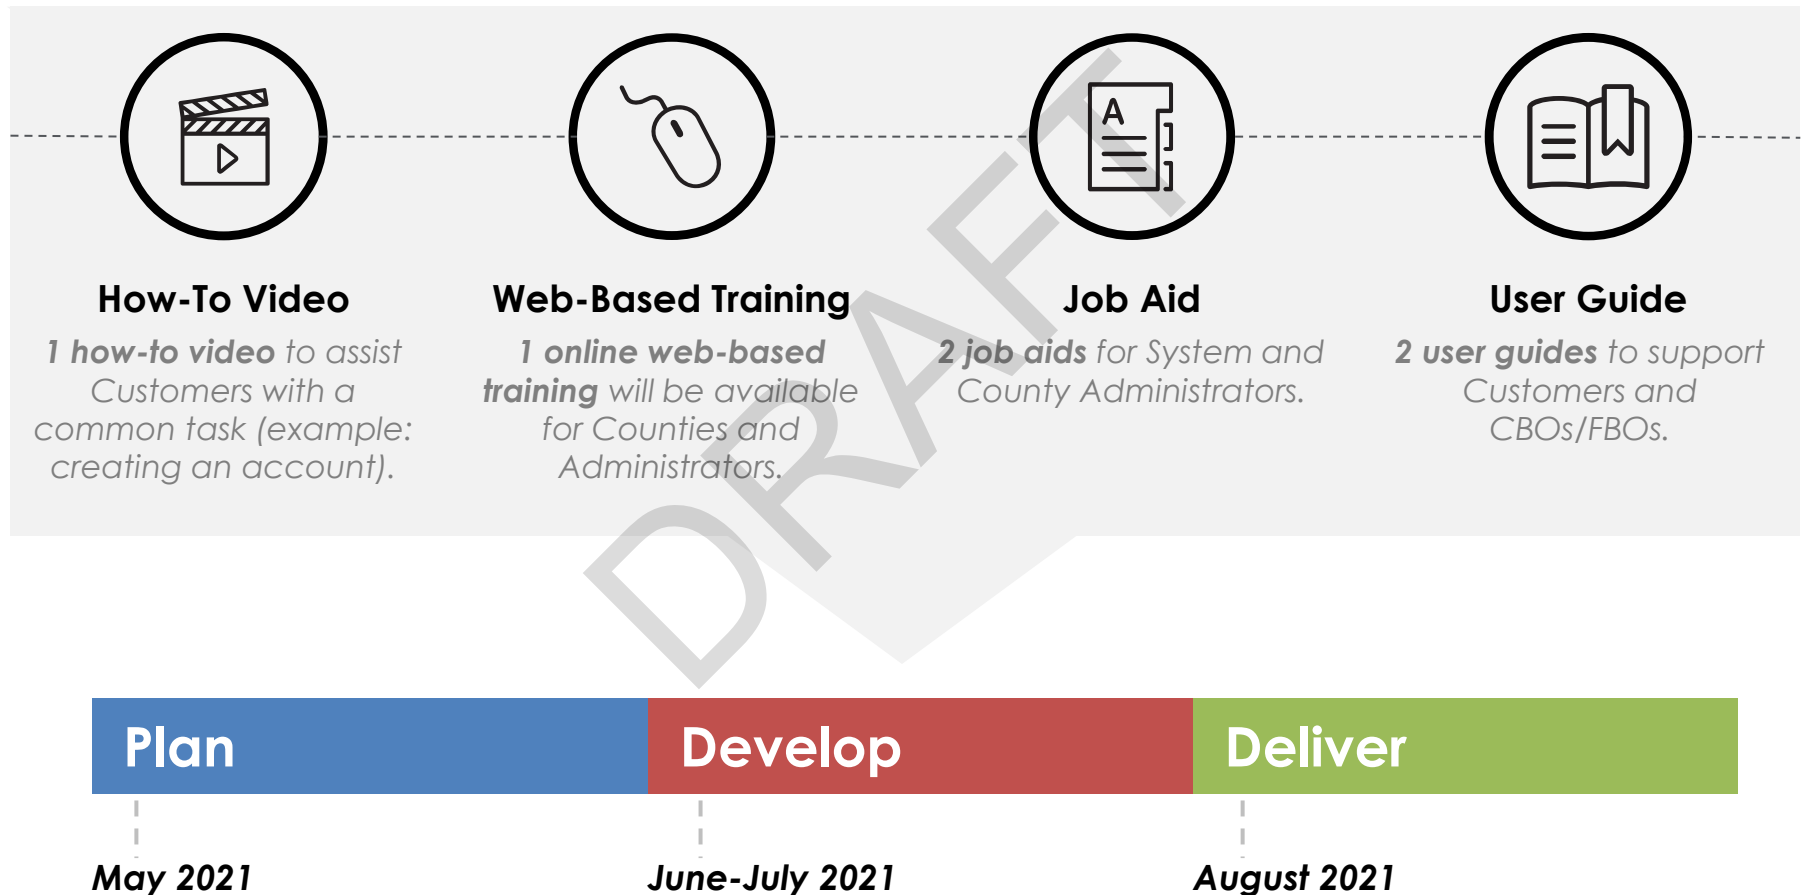 How-To Video
1 how-to video to assist
Customers with a
common task (example:
creating an account).
Web-Based Training
1 online web-based
training will be available
for Counties and
Administrators.
A
Job Aid
2 job aids for System and
County Administrators.
User Guide
2 user guides to support
Customers and
CBOs/FBOs.
DRAFT
Plan
Develop
Deliver
May 2021
June-July 2021
August 2021